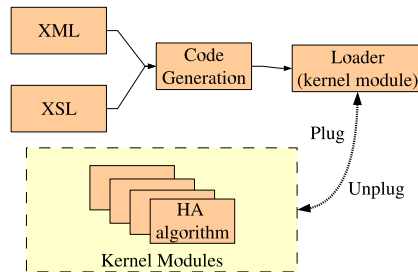 XML
Code
Generation
Loader
(kernel module)
XSL
Plug
Unplug
HA
algorithm
Kernel Modules